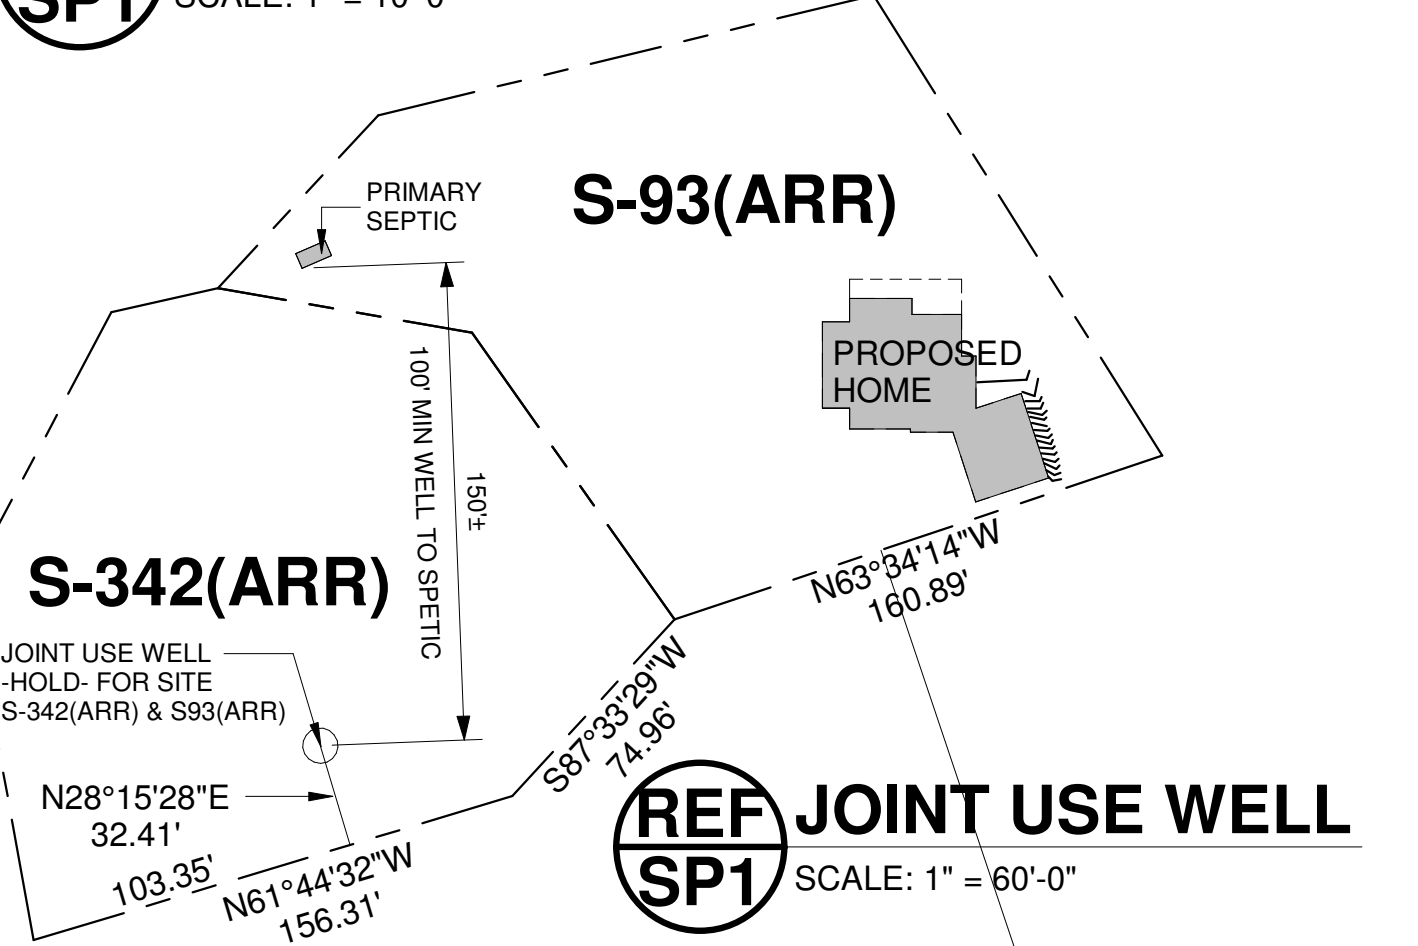 SP1
SCALE: 1" = 10'-0"
PRIMARY
SEPTIC
S-93(ARR)
PROPOSED
HOME
100' MIN WELL TO SPETIC
150'±
S-342(ARR)
JOINT USE WELL
-HOLD- FOR SITE
S-342(ARR) & S93(ARR)
N63°34'14"W
160.89'
S87°33'29"W
74.96'
N28°15'28"E
32.41'
103.35'
N61°44'32"W
156.31'
REF
SP1
JOINT USE WELL
SCALE: 1" = 60'-0"